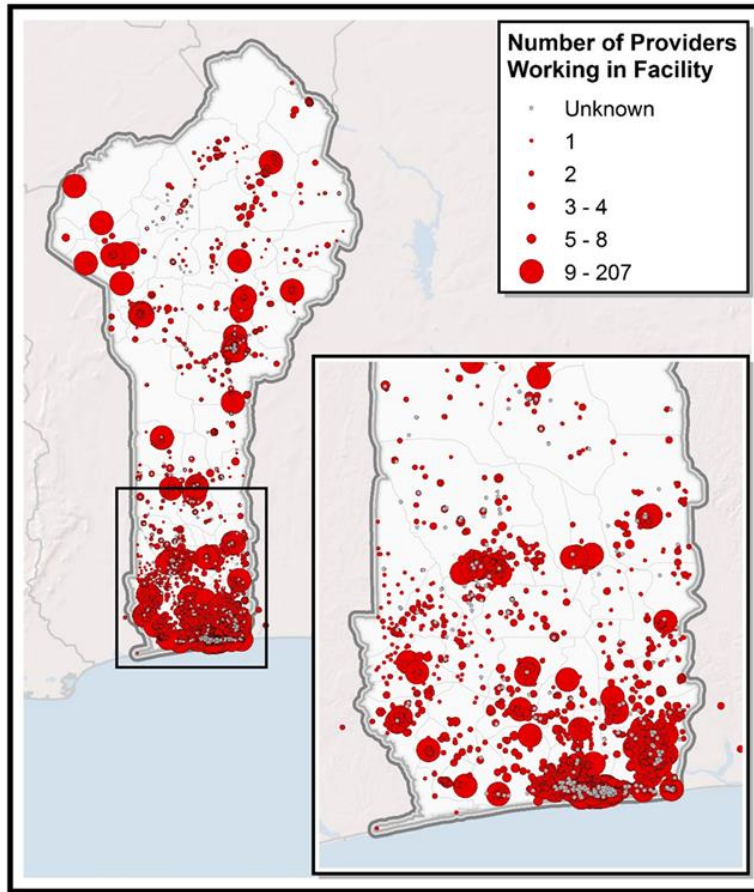 Number of Providers
Working in Facility
Unknown
1
2
3 - 4
5 - 8
9 - 207